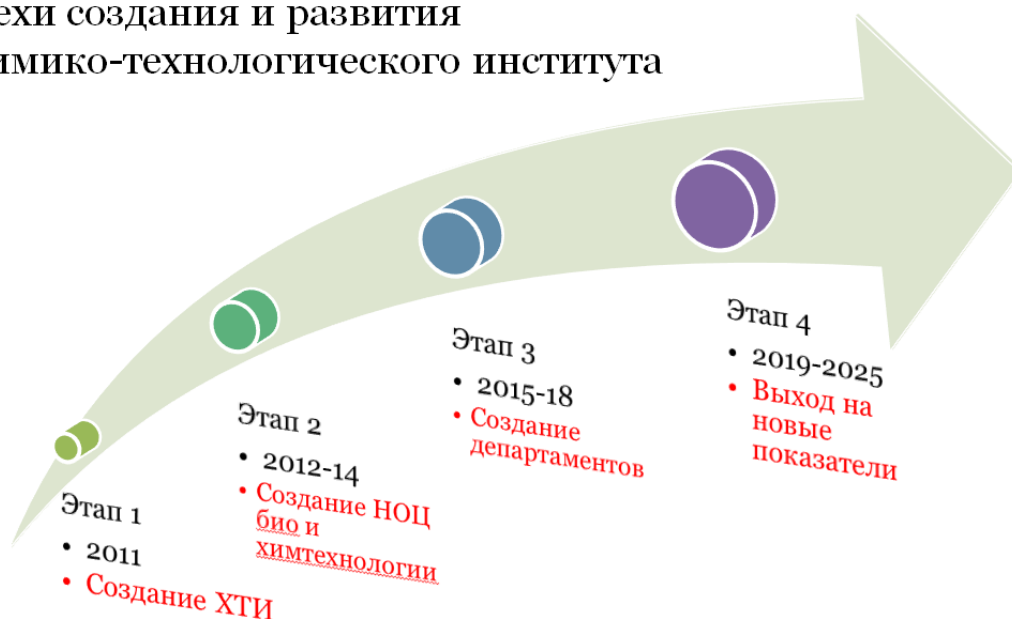 ехи создания и развития
имико-технологического института
Этап 1
• 2011
• Создание ХТИ
Этап 2
• 2012-14
• Создание НОЦ
био и
химтехнологии
Этап 3
• 2015-18
• Создание
департаментов
Этап 4
• 2019-2025
• Выход на
новые
показатели